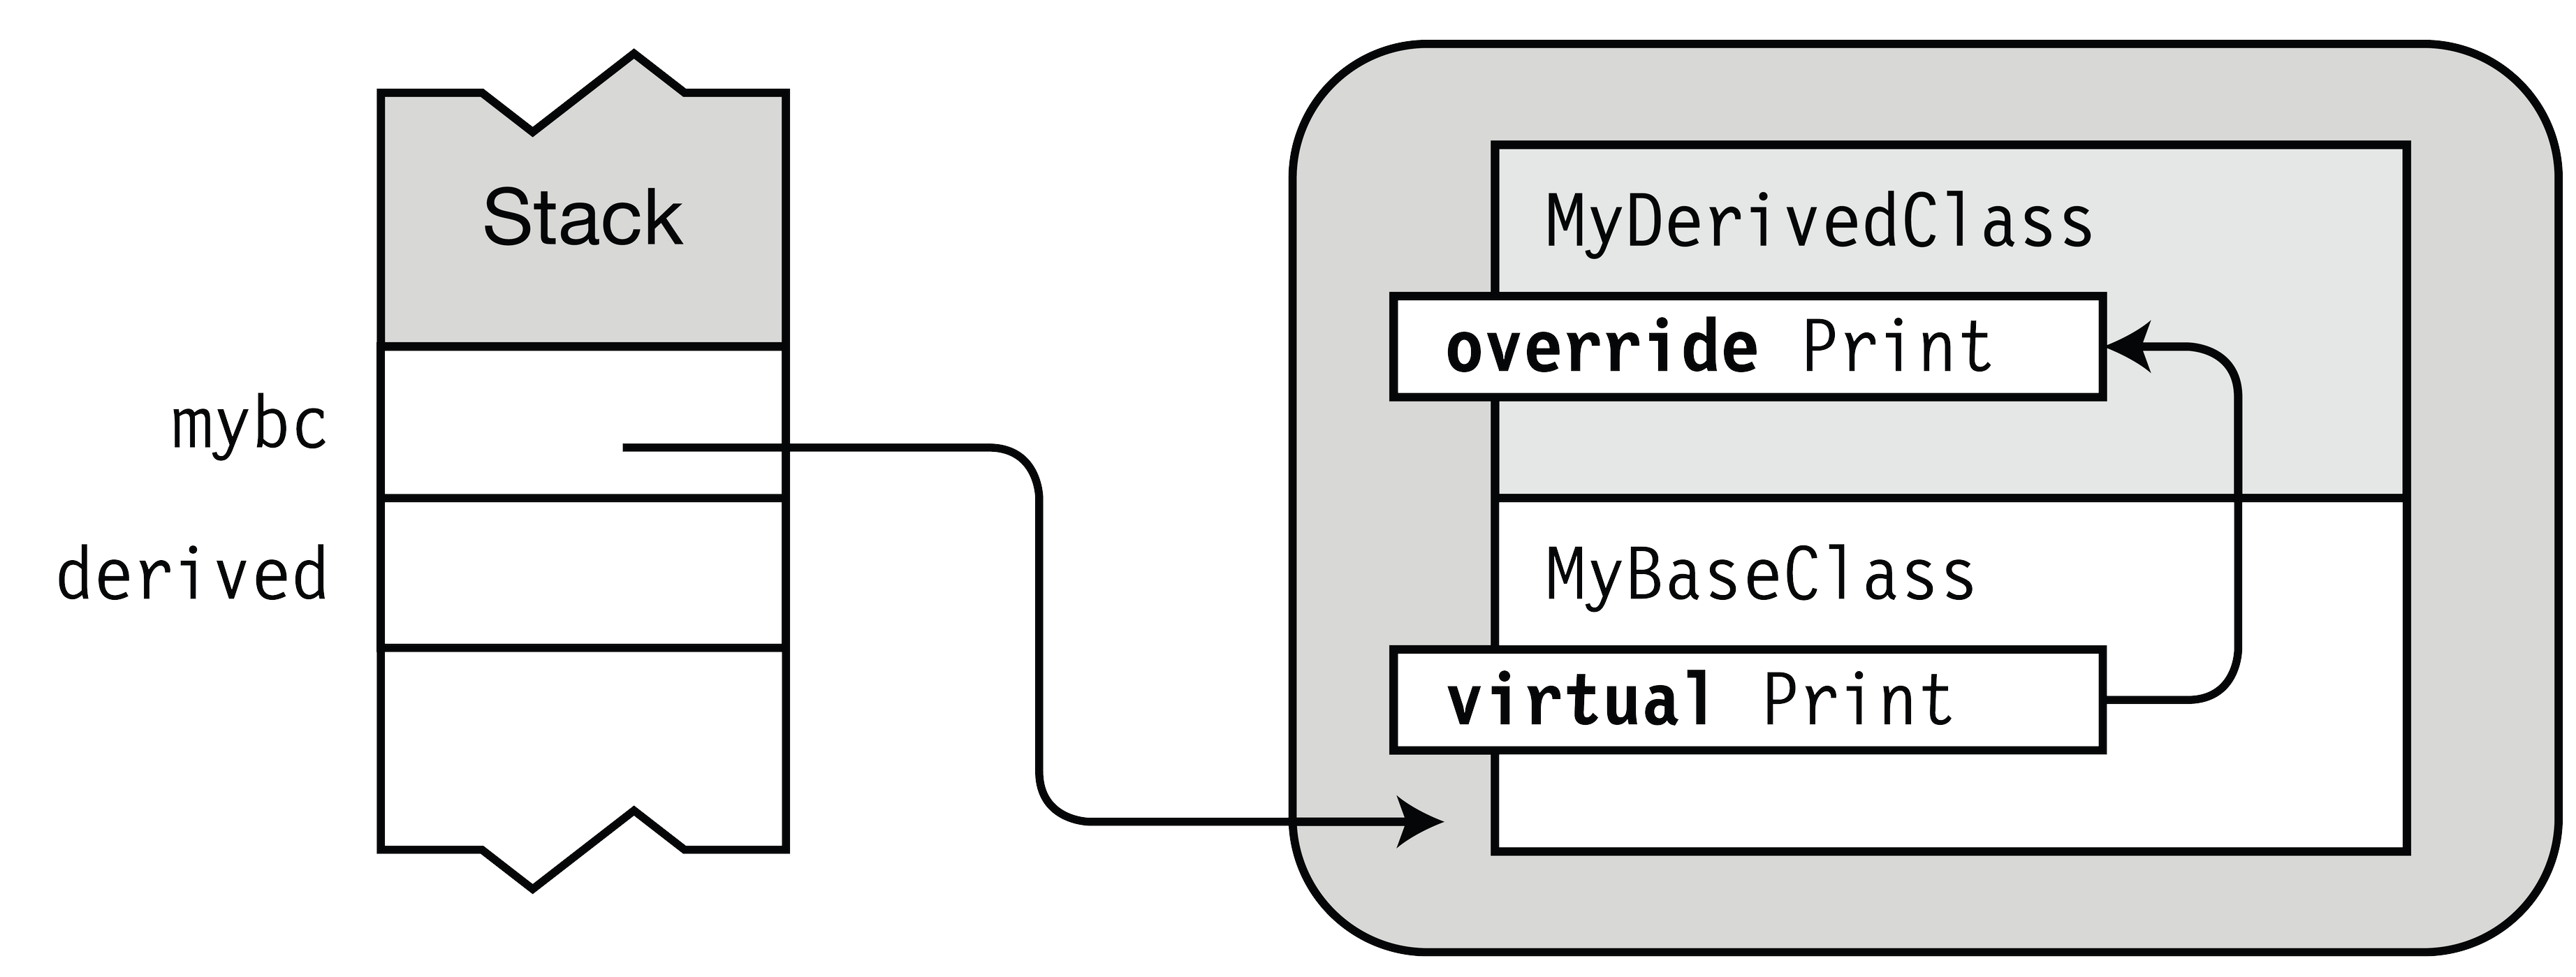 Stack
mybc
derived
MyDerivedClass
override Print
MyBaseClass
virtual Print